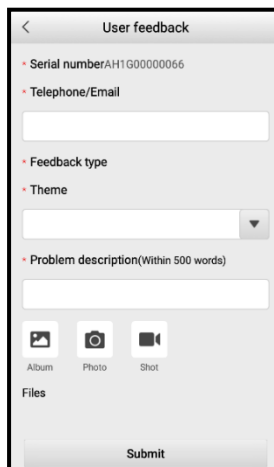 User feedback
* Serial numberAH1G00000066
* Telephone/Email
* Feedback type
* Theme
* Problem description(Within 500 words)
Album Photo Shot
Files
Submit